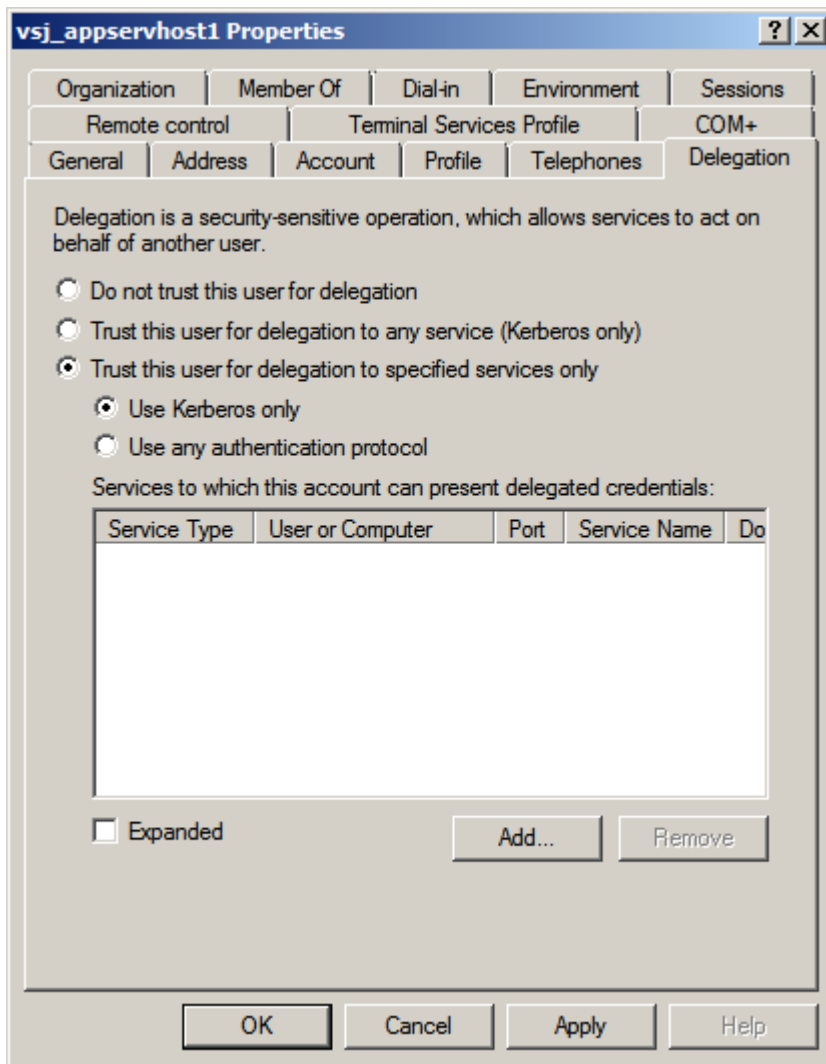 vsj_appservhost1 Properties
Organization Member Of Dial-in Environment Sessions
Remote control Terminal Services Profile COM+
General Address Account Profile Telephones Delegation
Delegation is a security-sensitive operation, which allows services to act on
behalf of another user.
Do not trust this user for delegation
Trust this user for delegation to any service (Kerberos only)
Trust this user for delegation to specified services only
Use Kerberos only
Use any authentication protocol
Services to which this account can present delegated credentials:
Service Type User or Computer Port Service Name Do
Expanded Add... Remove
OK Cancel Apply Help